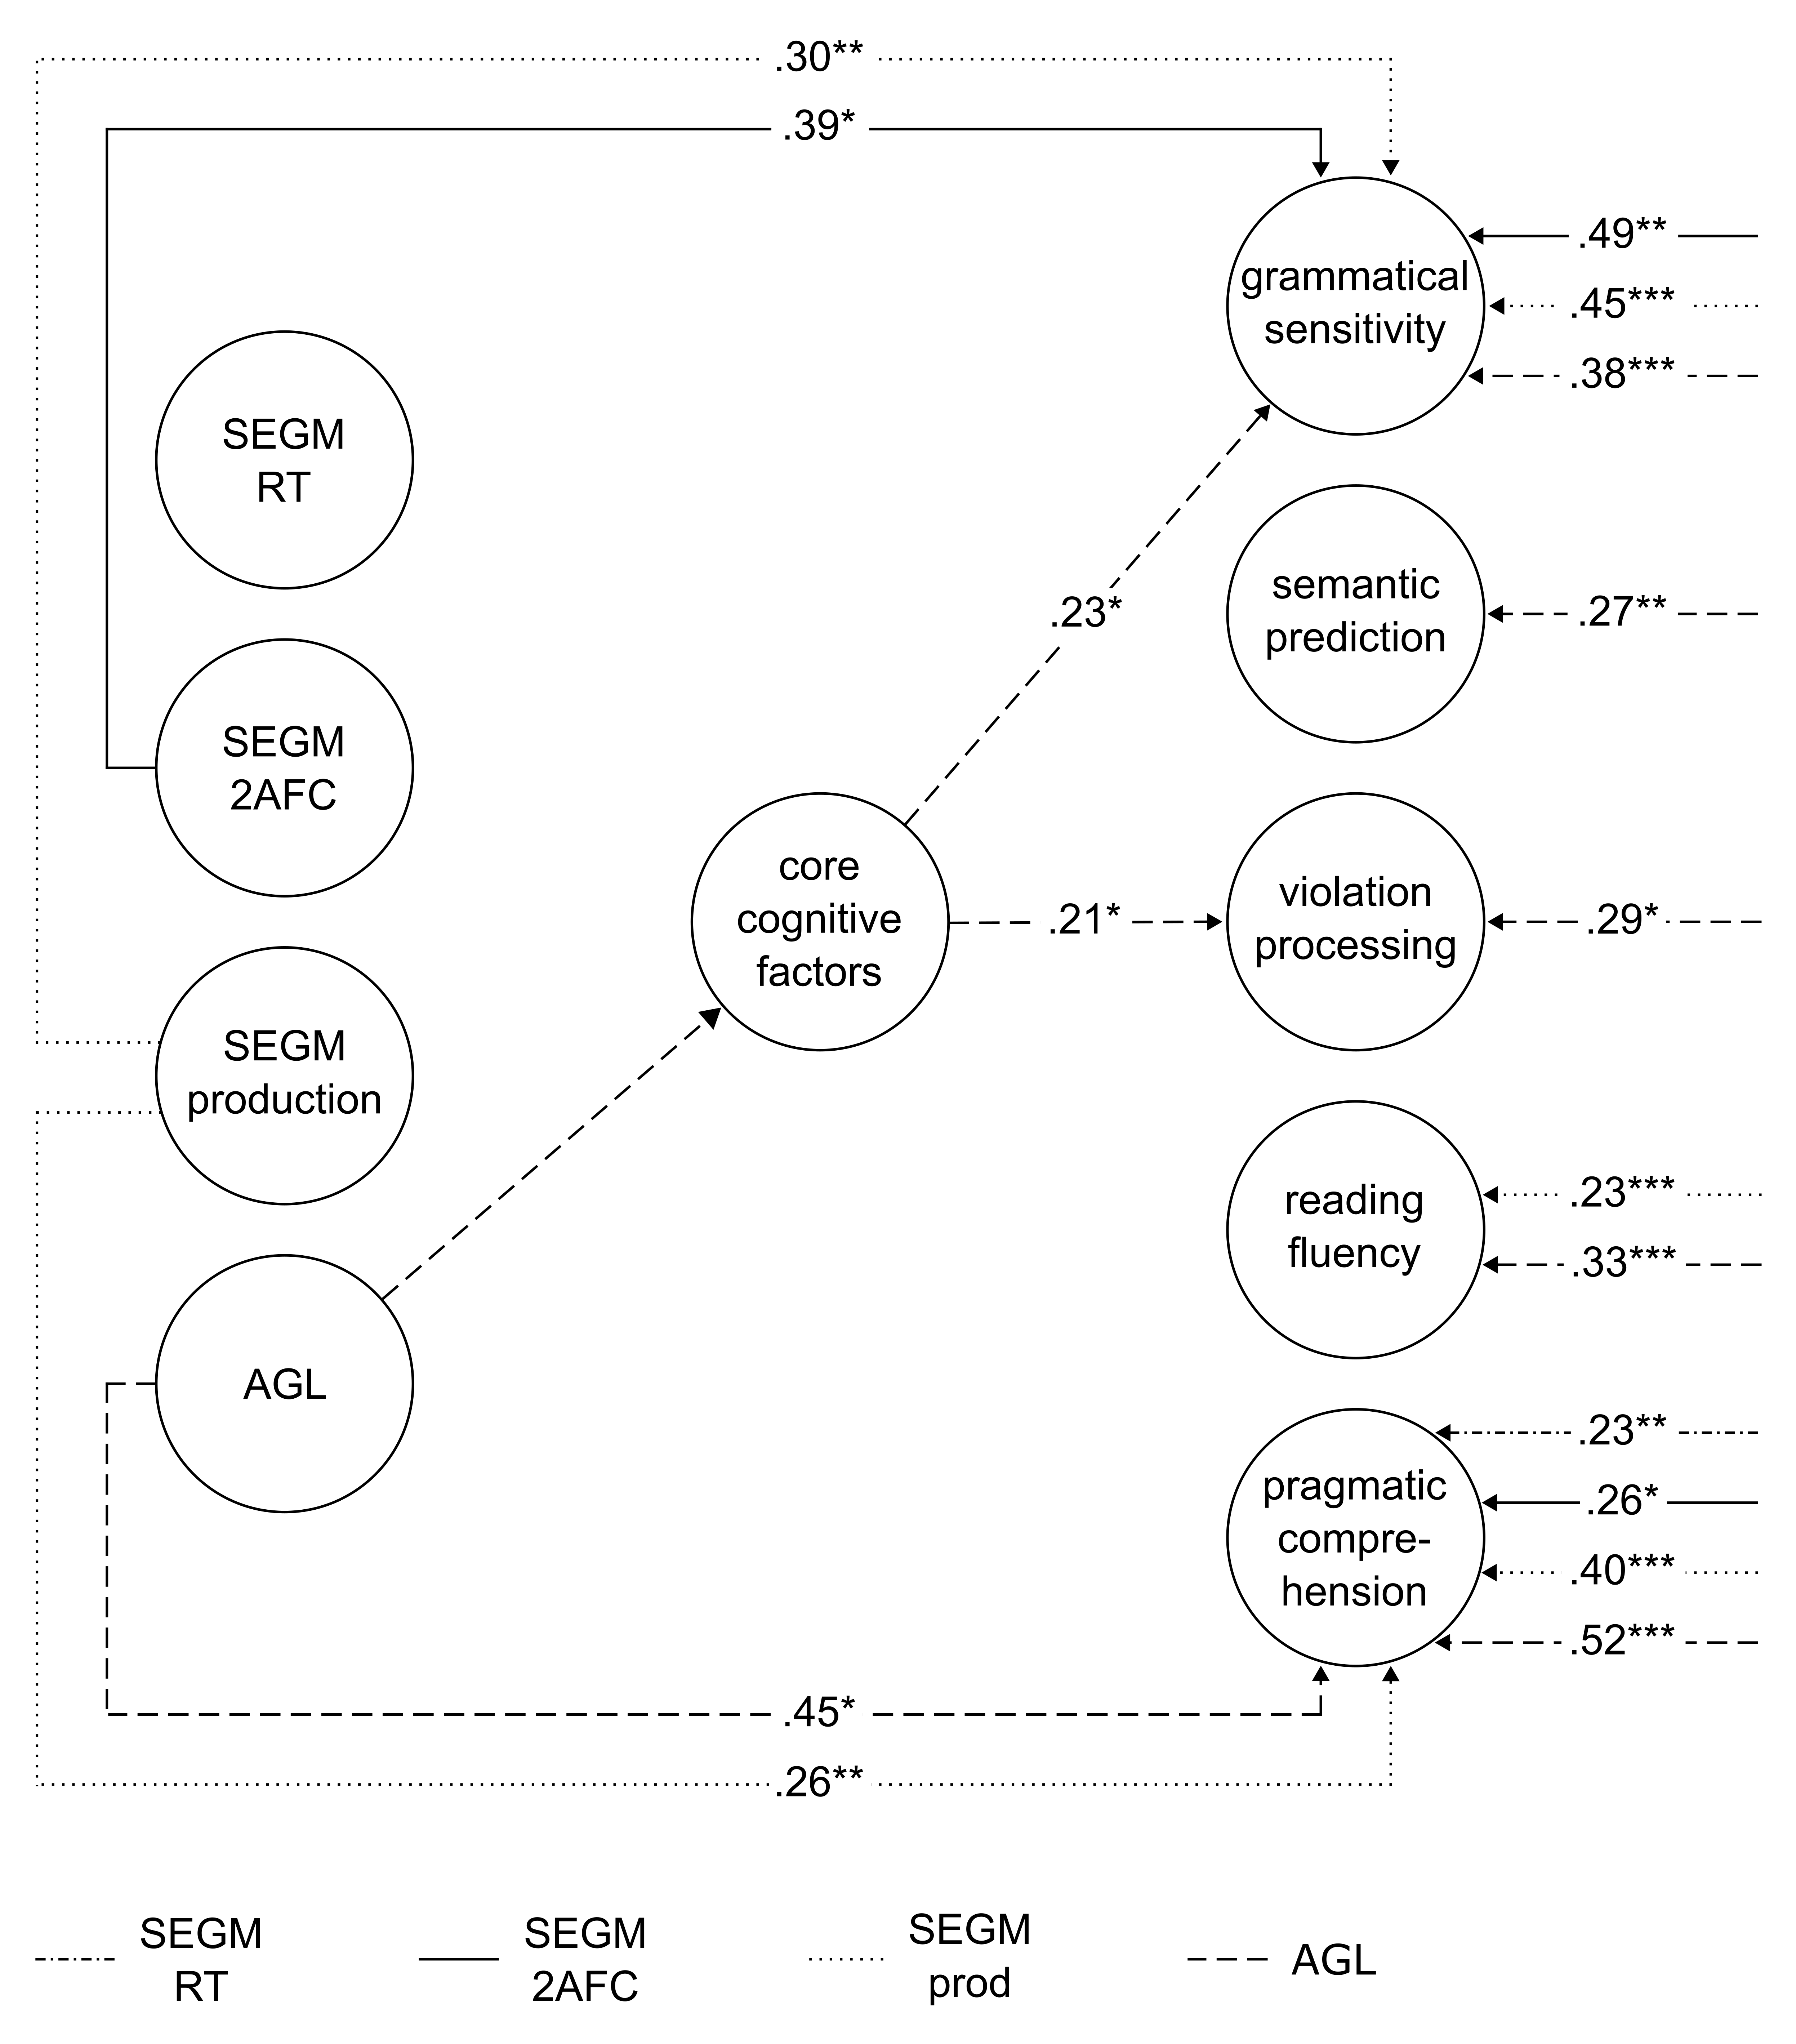 .30**
.39*
.49**
grammatical
sensitivity
.45***
.38***
SEGM
RT
semantic
prediction
.27**
.23*
SEGM
2AFC
core
cognitive
factors
.21*
violation
processing
.29*
SEGM
production
reading
fluency
.23***
.33***
AGL
pragmatic
compre-
hension
.23**
.26*
.40***
.52***
.45*
.26**
SEGM
RT
SEGM
2AFC
SEGM
prod
AGL